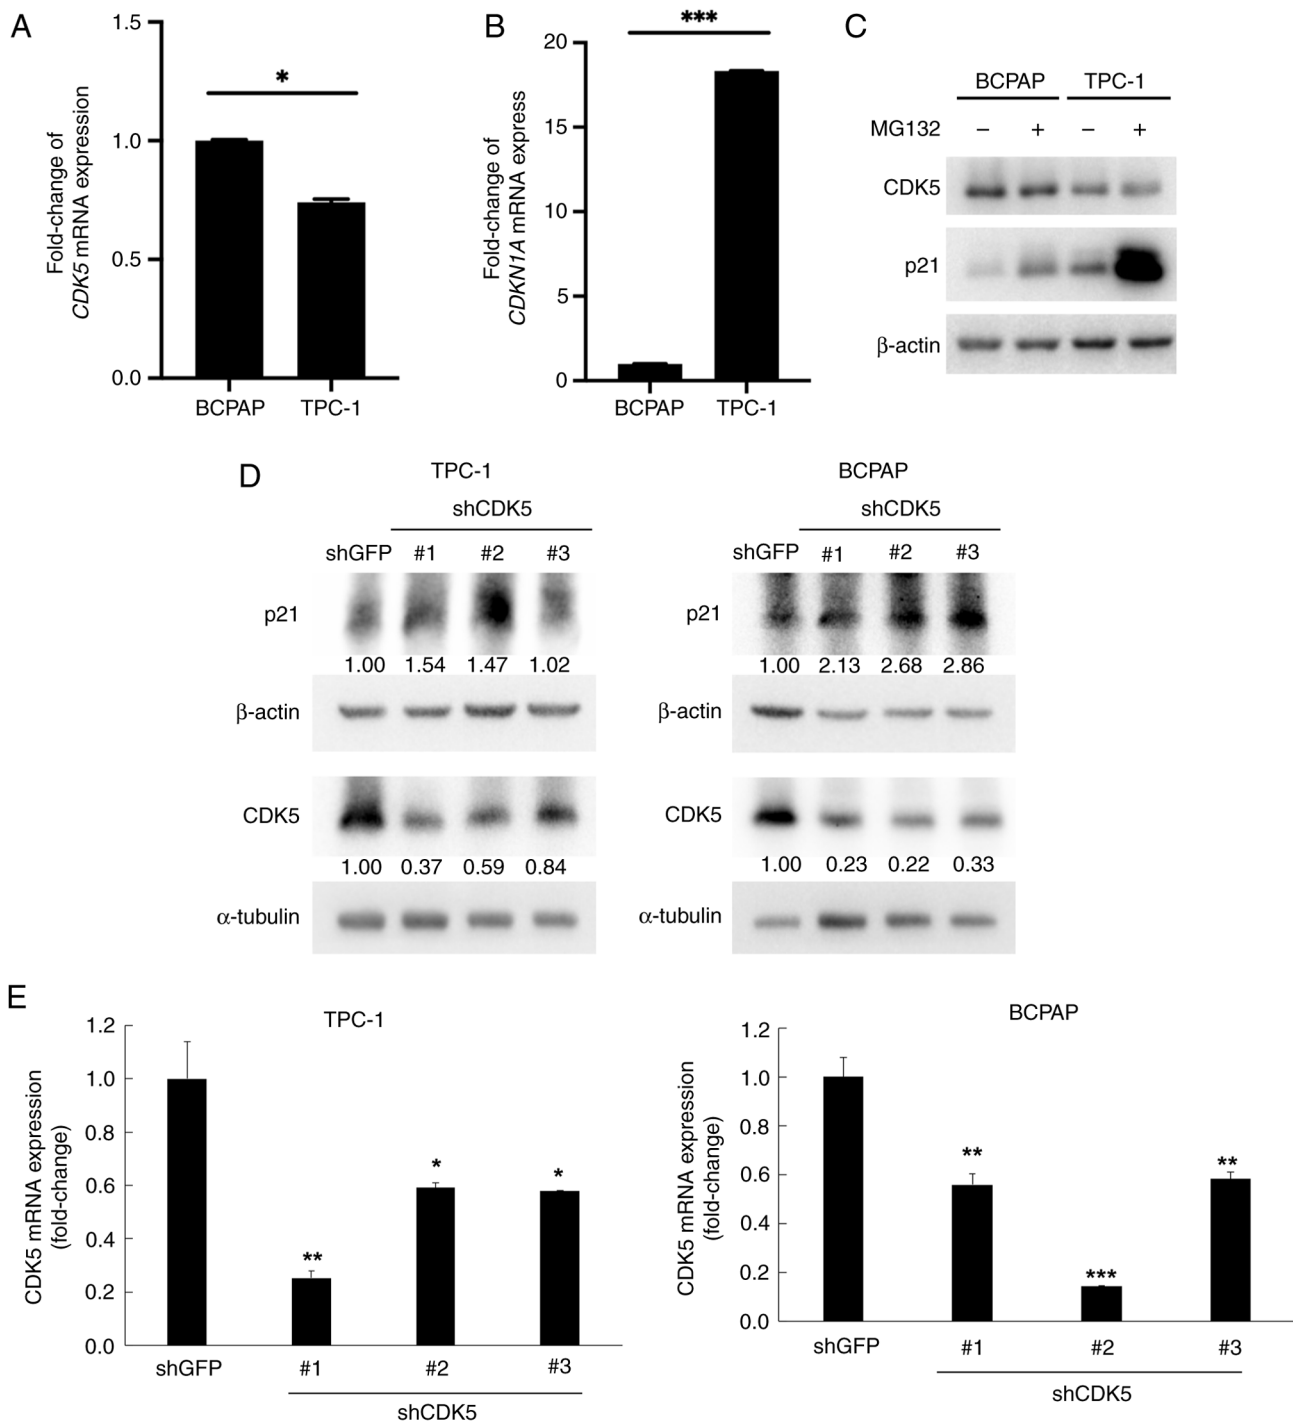 A
Fold-change of
CDK5 mRNA expression
1.5
1.0
0.5
0.0
*
BCPAP TPC-1
B
Fold-change of
CDKN1A mRNA express
20
15
10
5
0
***
BCPAP TPC-1
C
BCPAP TPC-1
MG132 – + – +
CDK5
p21
β-actin
D
TPC-1
shCDK5
shGFP #1 #2 #3
p21
1.00 1.54 1.47 1.02
β-actin
CDK5
1.00 0.37 0.59 0.84
α-tubulin
BCPAP
shCDK5
shGFP #1 #2 #3
p21
1.00 2.13 2.68 2.86
β-actin
CDK5
1.00 0.23 0.22 0.33
α-tubulin
E
TPC-1
CDK5 mRNA expression
(fold-change)
1.2
1.0
0.8
0.6
0.4
0.2
0.0
** * *
shGFP #1 #2 #3
shCDK5
BCPAP
CDK5 mRNA expression
(fold-change)
1.2
1.0
0.8
0.6
0.4
0.2
0.0
** *** **
shGFP #1 #2 #3
shCDK5